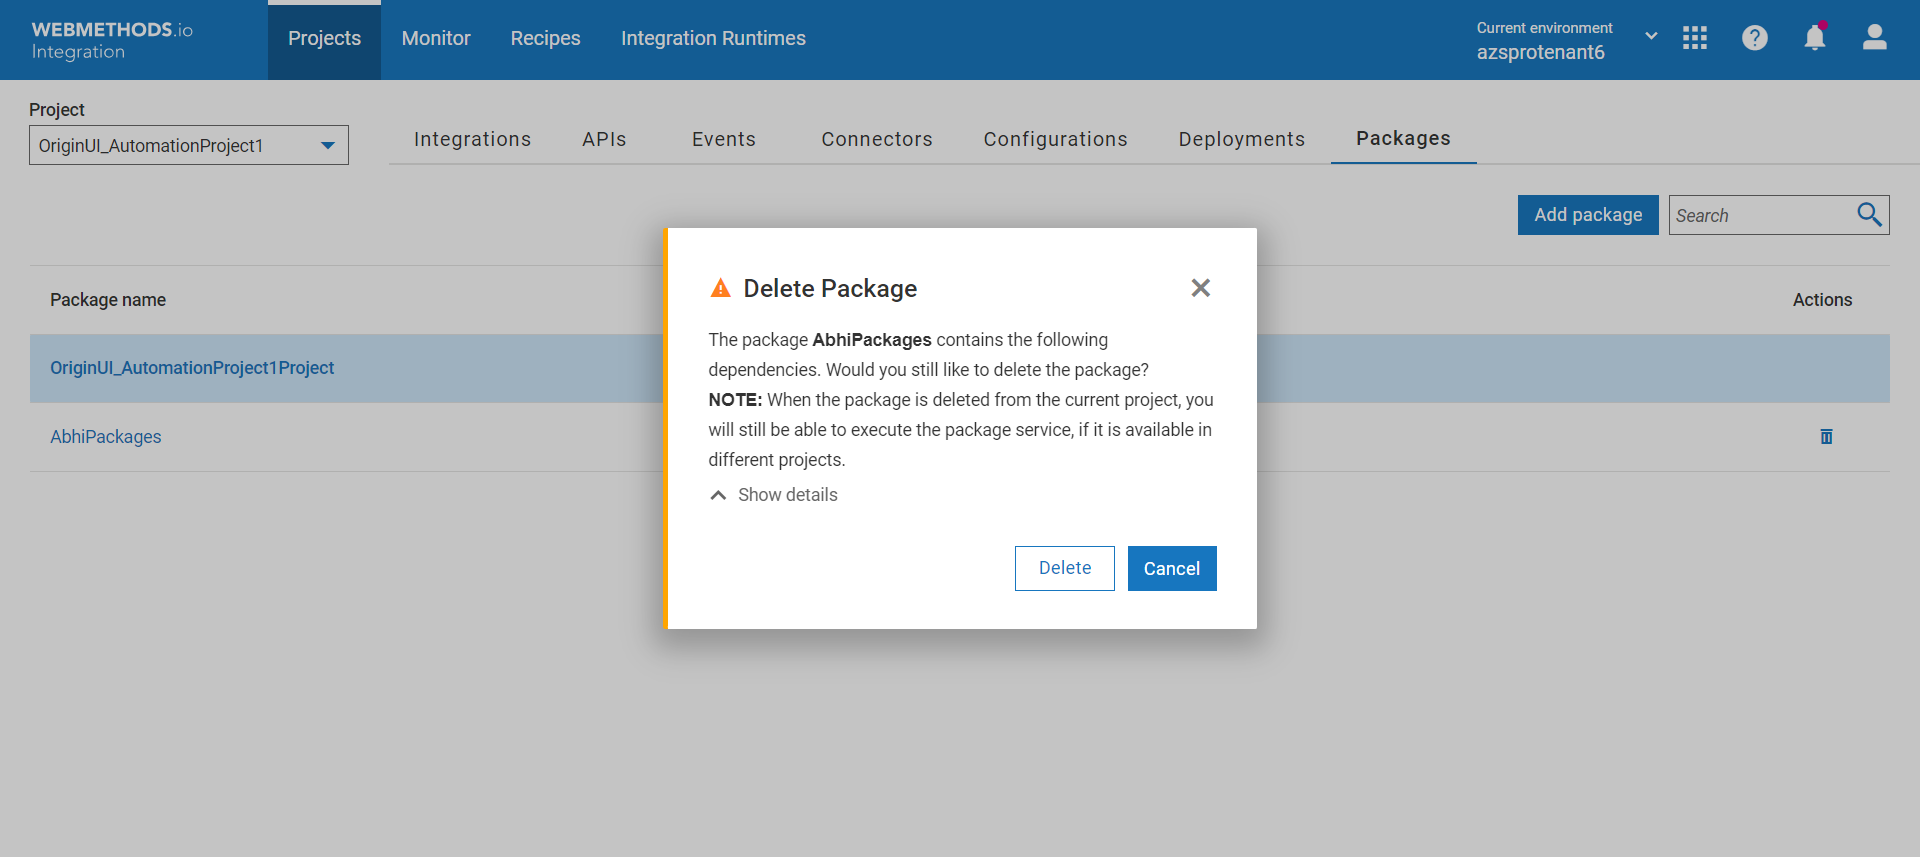 WEBMETHODS.io
Integration
Projects
Monitor
Recipes
Integration Runtimes
Current environment
azsprotenant6
Project
OriginUI_AutomationProject1
Integrations
APIs
Events
Connectors
Configurations
Deployments
Packages
Add package
Search
Package name
Actions
OriginUI_AutomationProject1Project
AbhiPackages
Delete Package
The package AbhiPackages contains the following
dependencies. Would you still like to delete the package?
NOTE: When the package is deleted from the current project, you
will still be able to execute the package service, if it is available in
different projects.
Show details
Delete
Cancel